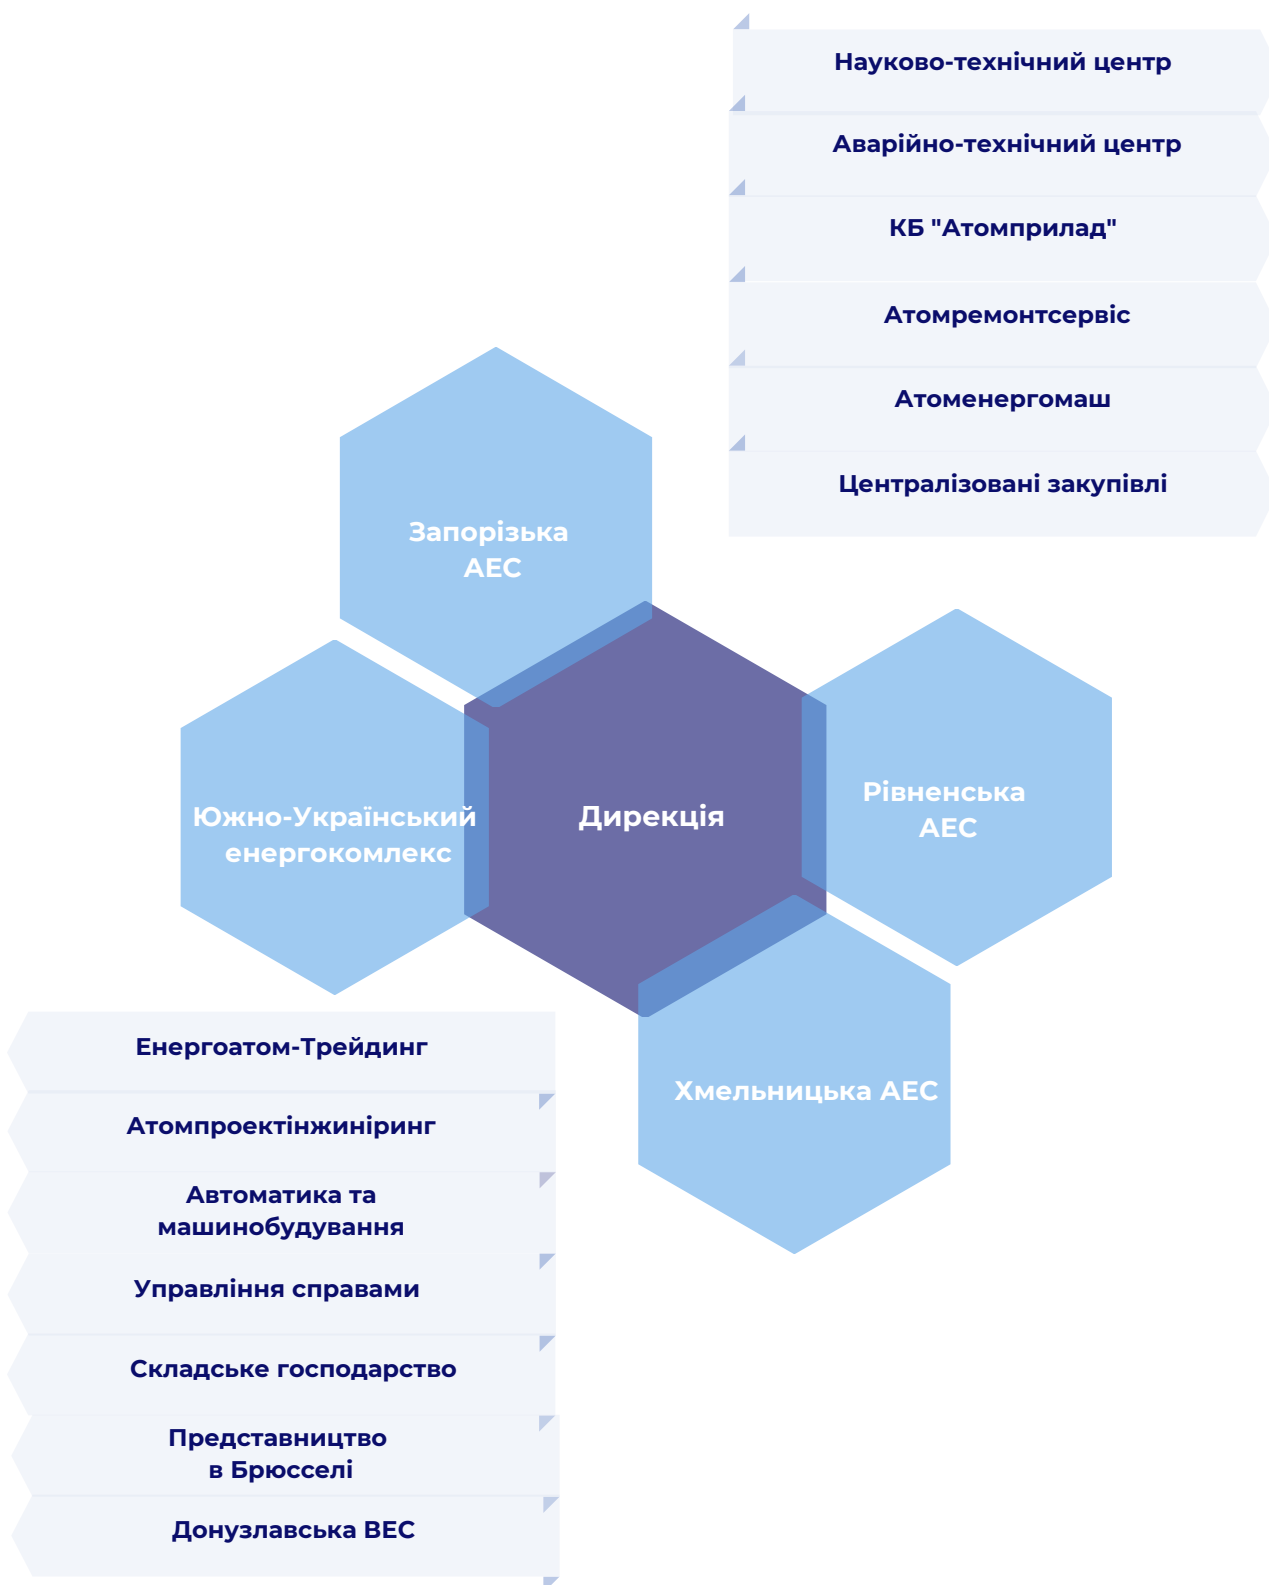 Науково-технічний центр
Аварійно-технічний центр
КБ "Атомприлад"
Атомремонтсервіс
Атоменергомаш
Централізовані закупівлі
Запорізька
АЕС
Южно-Український
енергокомлекс
Дирекція
Рівненська
АЕС
Хмельницька АЕС
Енергоатом-Трейдинг
Атомпроектінжиніринг
Автоматика та
машинобудування
Управління справами
Складське господарство
Представництво
в Брюсселі
Донузлавська ВЕС